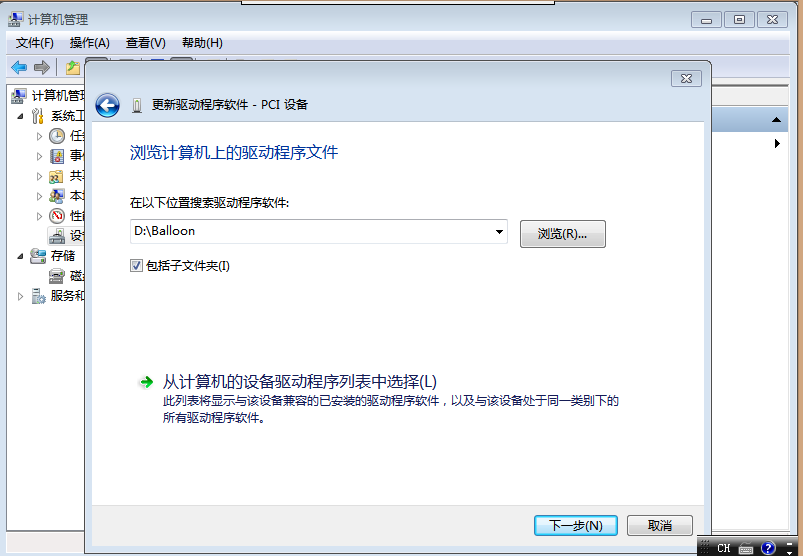 计算机管理
文件(F) 操作(A) 查看(V) 帮助(H)
计算机管理
系统工
任
事件
共享
本地
性能
设备
存储
磁盘
服务和
更新驱动程序软件 - PCI 设备
浏览计算机上的驱动程序文件
在以下位置搜索驱动程序软件:
D:\Balloon
浏览(R)...
包括子文件夹(I)
从计算机的设备驱动程序列表中选择(L)
此列表将显示与该设备兼容的已安装的驱动程序软件，以及与该设备处于同一类别下的
所有驱动程序软件。
下一步(N) 取消
CH